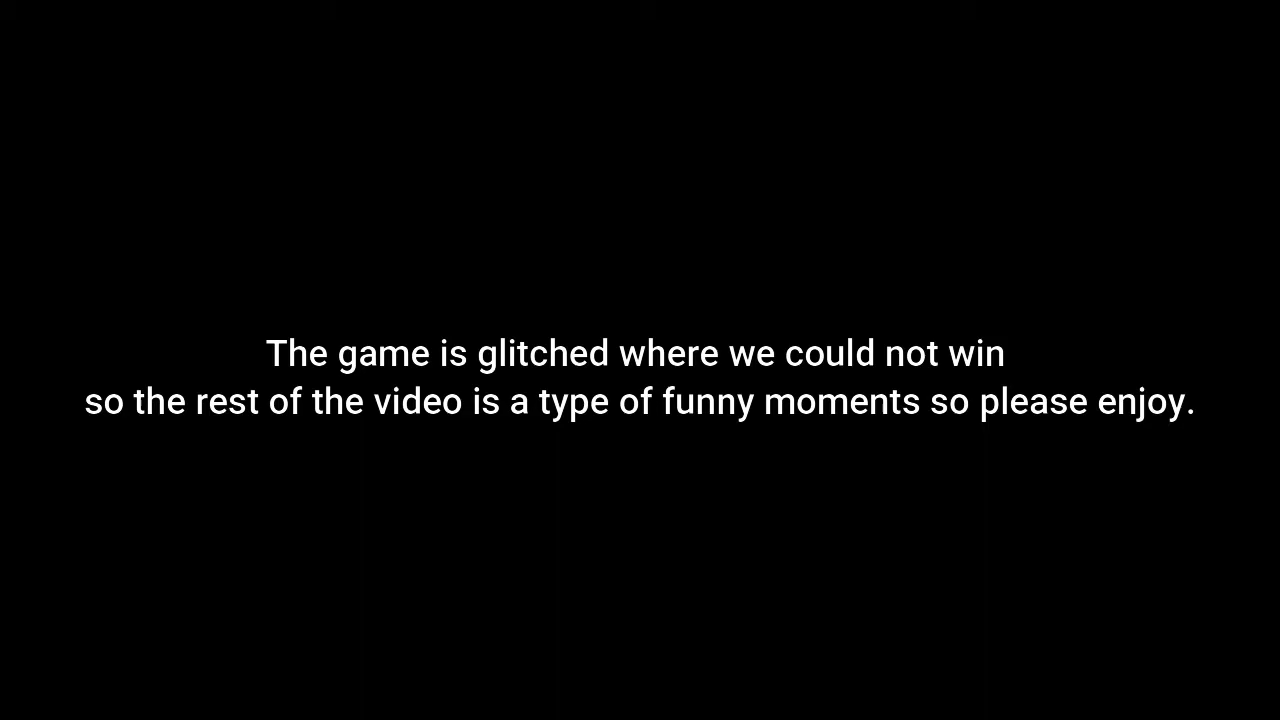 The game is glitched where we could not win
so the rest of the video is a type of funny moments so please enjoy.